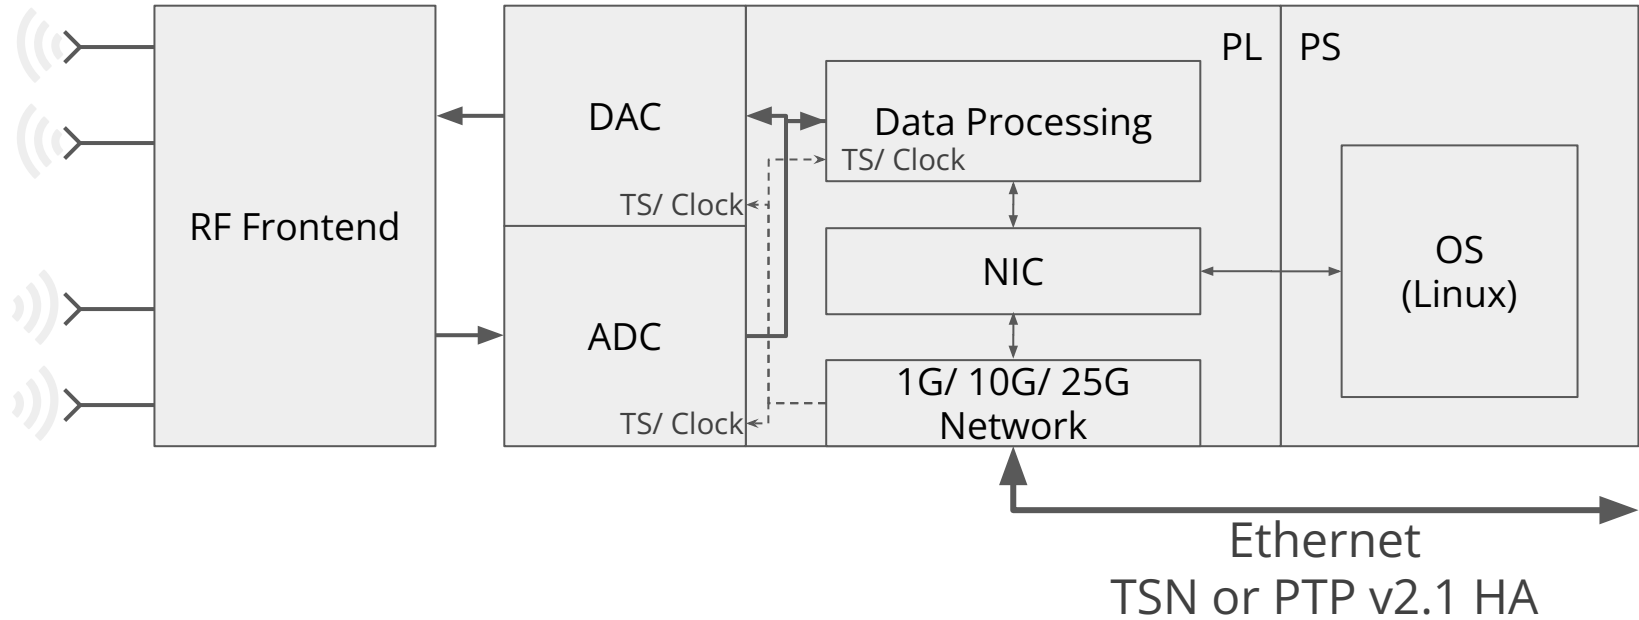 PL
PS
DAC
Data Processing
TS/ Clock
TS/ Clock
RF Frontend
NIC
OS
(Linux)
ADC
1G/ 10G/ 25G
Network
TS/ Clock
Ethernet
TSN or PTP v2.1 HA